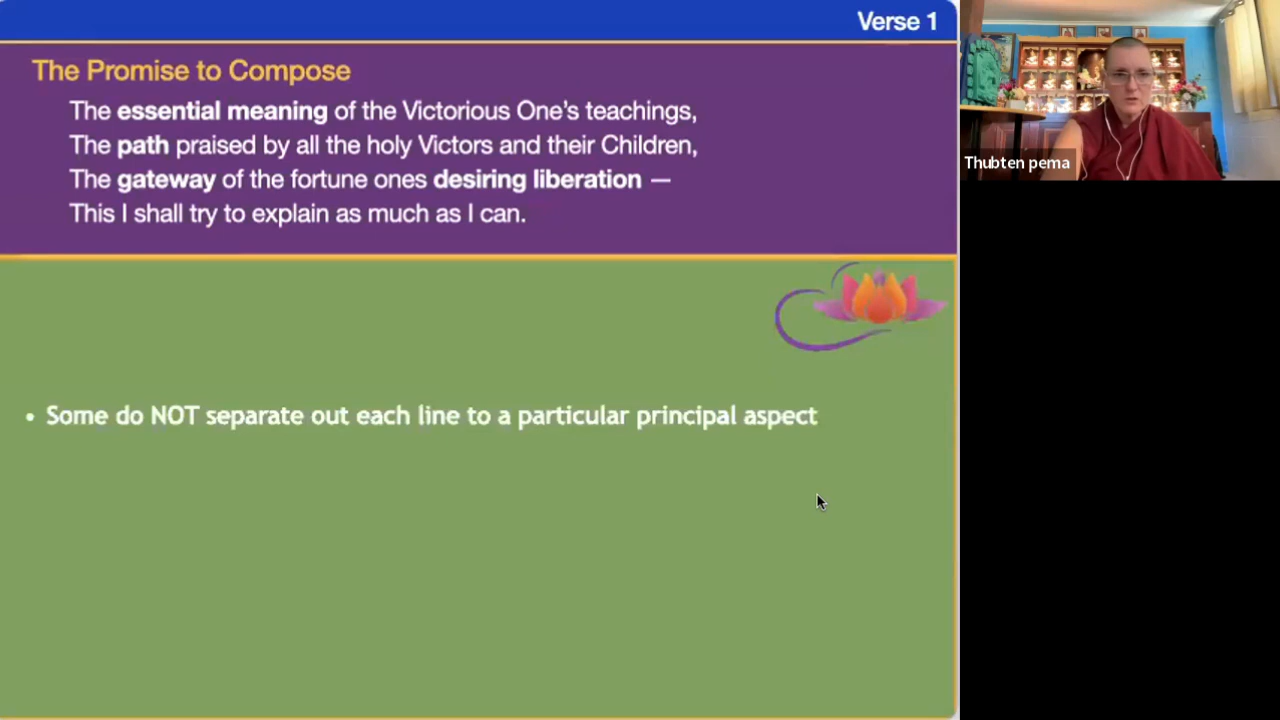 Verse 1
The Promise to Compose
The essential meaning of the Victorious One's teachings,
The path praised by all the holy Victors and their Children,
The gateway of the fortune ones desiring liberation —
This I shall try to explain as much as I can.
• Some do NOT separate out each line to a particular principal aspect
Thubten pema